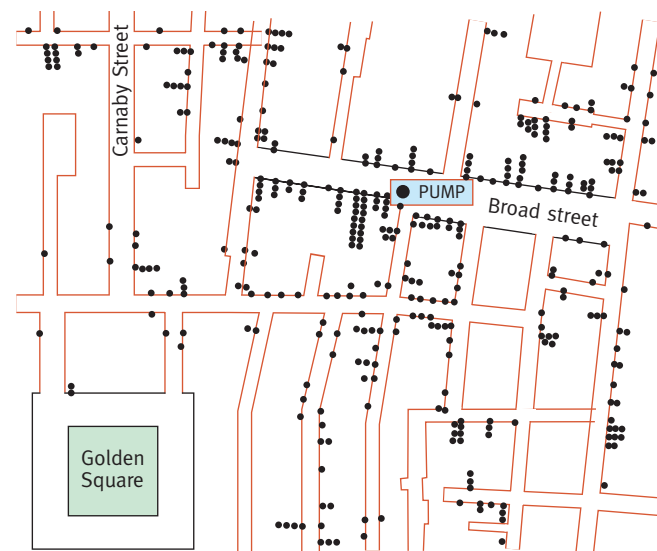 Carnaby Street
PUMP
Broad street
Golden
Square